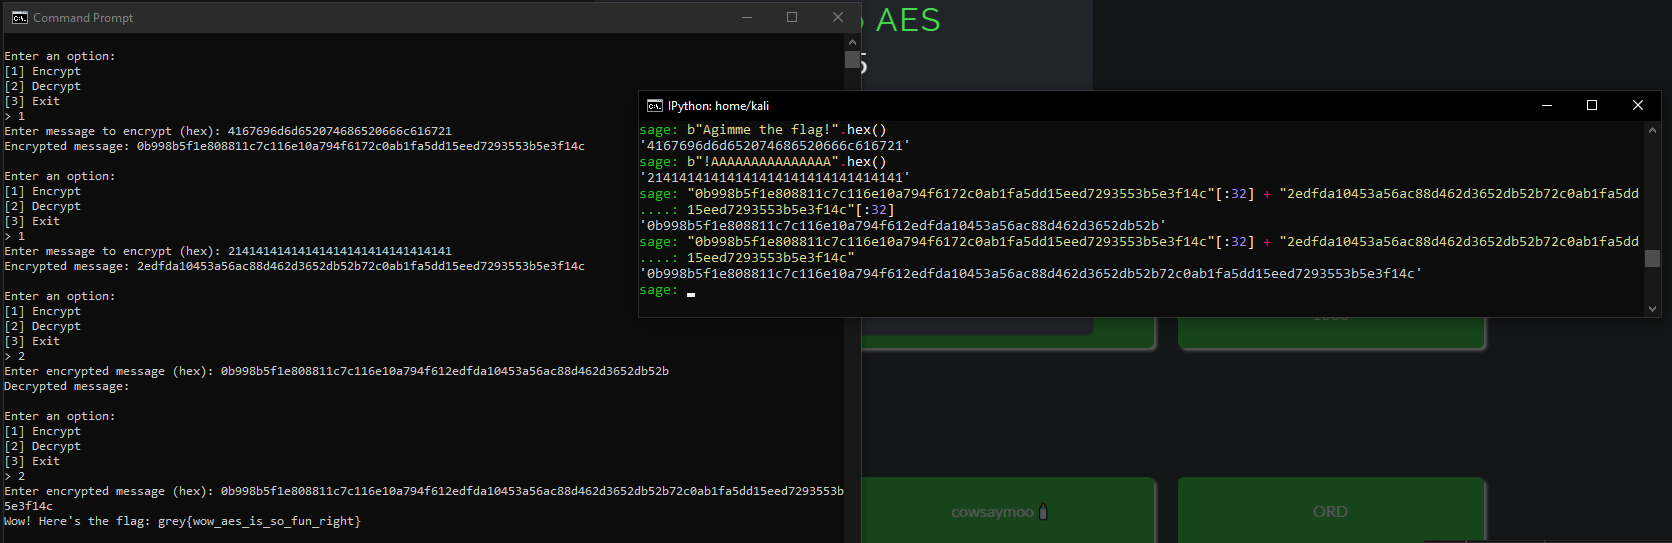 Command Prompt
Enter an option:
[1] Encrypt
[2] Decrypt
[3] Exit
> 1
Enter message to encrypt (hex): 4167696d6d652074686520666c616721
Encrypted message: 0b998b5f1e808811c7c116e10a794f6172c0ab1fa5dd15eed7293553b5e3f14c
Enter an option:
[1] Encrypt
[2] Decrypt
[3] Exit
> 1
Enter message to encrypt (hex): 21414141414141414141414141414141
Encrypted message: 2edfda10453a56ac88d462d3652db52b72c0ab1fa5dd15eed7293553b5e3f14c
Enter an option:
[1] Encrypt
[2] Decrypt
[3] Exit
> 2
Enter encrypted message (hex): 0b998b5f1e808811c7c116e10a794f612edfda10453a56ac88d462d3652db52b
Decrypted message:
Enter an option:
[1] Encrypt
[2] Decrypt
[3] Exit
> 2
Enter encrypted message (hex): 0b998b5f1e808811c7c116e10a794f612edfda10453a56ac88d462d3652db52b72c0ab1fa5dd15eed7293553b
5e3f14c
Wow! Here's the flag: grey{wow_aes_is_so_fun_right}
AES
5
IPython: home/kali
sage: b"Agimme the flag!".hex()
'4167696d6d652074686520666c616721'
sage: b"!AAAAAAAAAAAAAAA".hex()
'21414141414141414141414141414141'
sage: "0b998b5f1e808811c7c116e10a794f6172c0ab1fa5dd15eed7293553b5e3f14c"[:32] + "2edfda10453a56ac88d462d3652db52b72c0ab1fa5dd
....: 15eed7293553b5e3f14c"[:32]
'0b998b5f1e808811c7c116e10a794f612edfda10453a56ac88d462d3652db52b'
sage: "0b998b5f1e808811c7c116e10a794f6172c0ab1fa5dd15eed7293553b5e3f14c"[:32] + "2edfda10453a56ac88d462d3652db52b72c0ab1fa5dd
....: 15eed7293553b5e3f14c"
'0b998b5f1e808811c7c116e10a794f612edfda10453a56ac88d462d3652db52b72c0ab1fa5dd15eed7293553b5e3f14c'
sage:
cowsaymoo
ORD